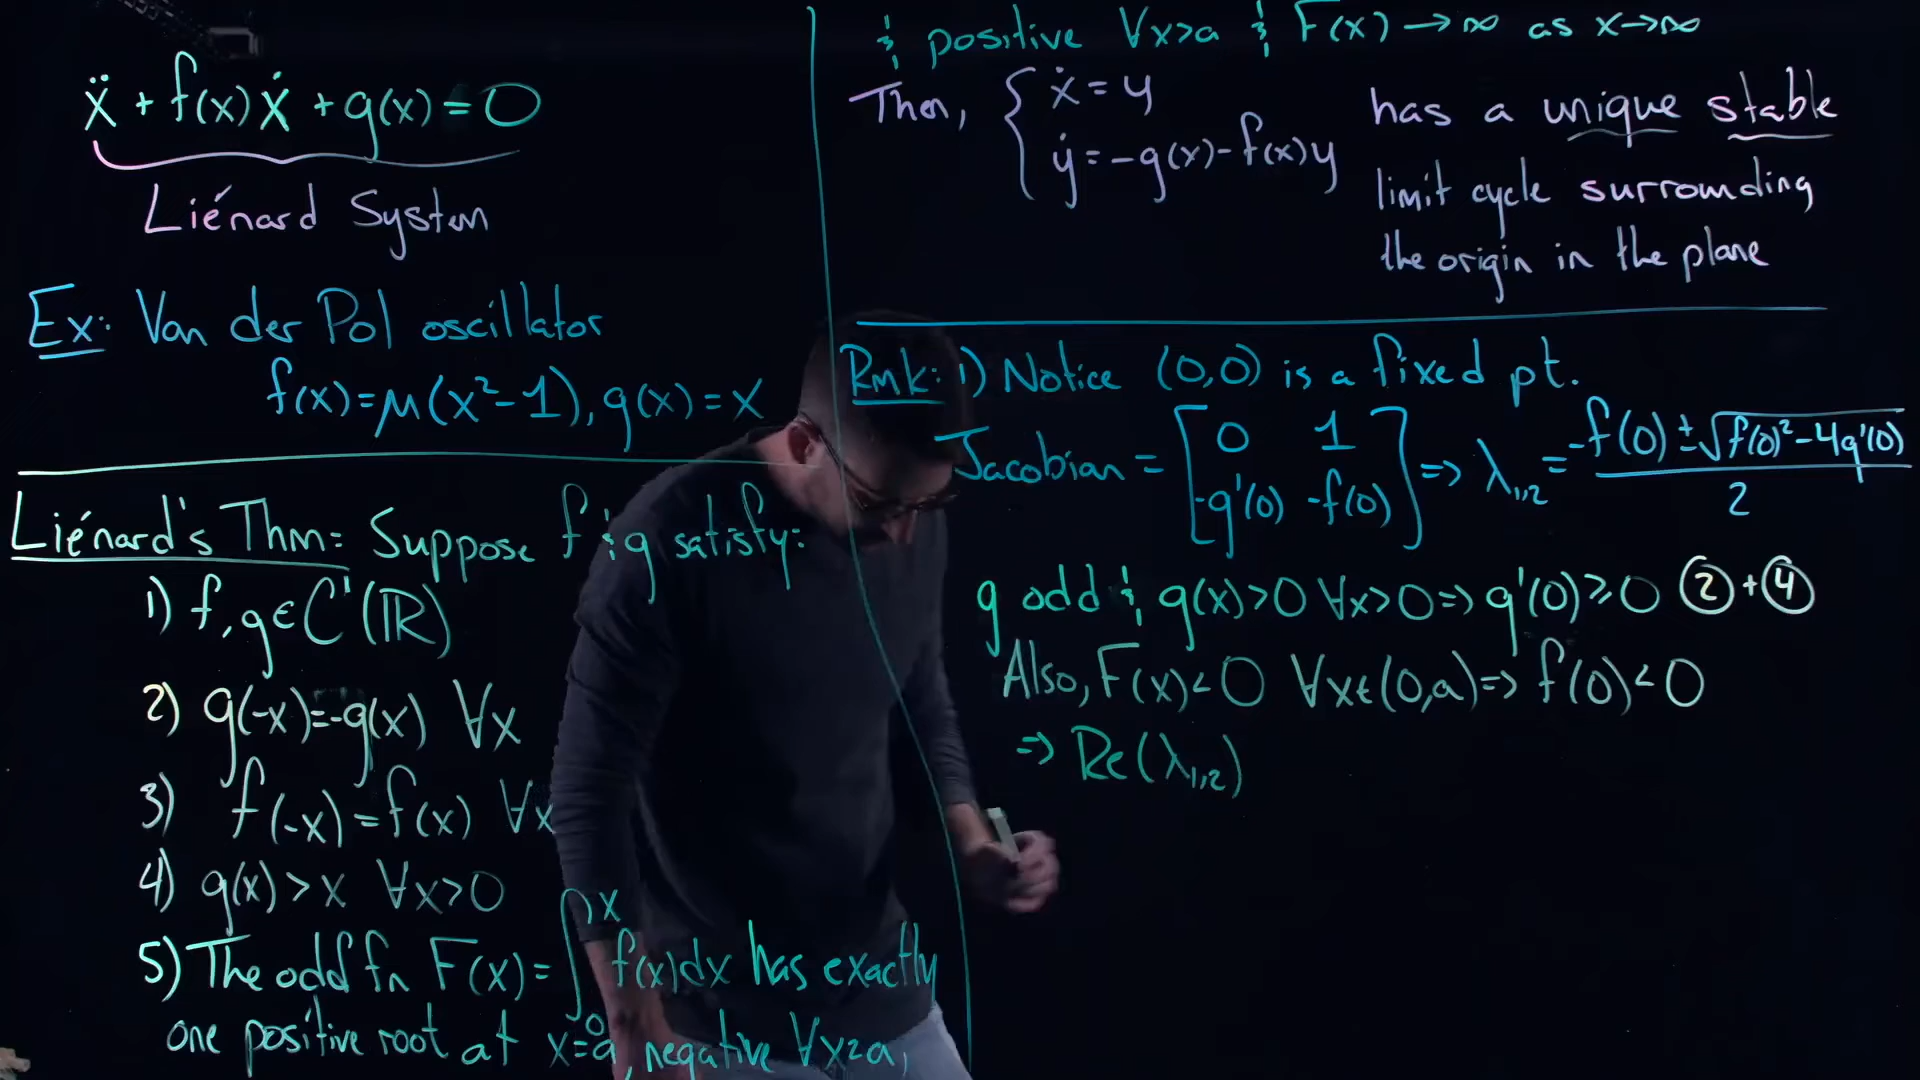 ẍ + f(x)ẋ + g(x) = 0
Liénard System
Ex: Van der Pol oscillator
f(x)=μ(x²-1), g(x)=x
Liénard's Thm: Suppose f & g satisfy:
1) f,g∈C'(ℝ)
2) g(-x)=-g(x) ∀x
3) f(-x)=f(x) ∀x
4) g(x)>x ∀x>0
5) The odd fn F(x)=∫₀ˣ f(x)dx has exactly
one positive root at x=a, negative ∀x<a,
& positive ∀x>a & F(x)→∞ as x→∞
Then, { ẋ=y
ẏ=-g(x)-f(x)y
has a unique stable
limit cycle surrounding
the origin in the plane
Rmk: 1) Notice (0,0) is a fixed pt.
Jacobian = [0 1; -g'(0) -f(0)] => λ₁,₂ = (-f(0) ± √(f(0)²-4g'(0)))/2
g odd & g(x)>0 ∀x>0 => g'(0)≥0 ②+④
Also, F(x)<0 ∀x∈(0,a) => f(0)<0
=> Re(λ₁,₂)